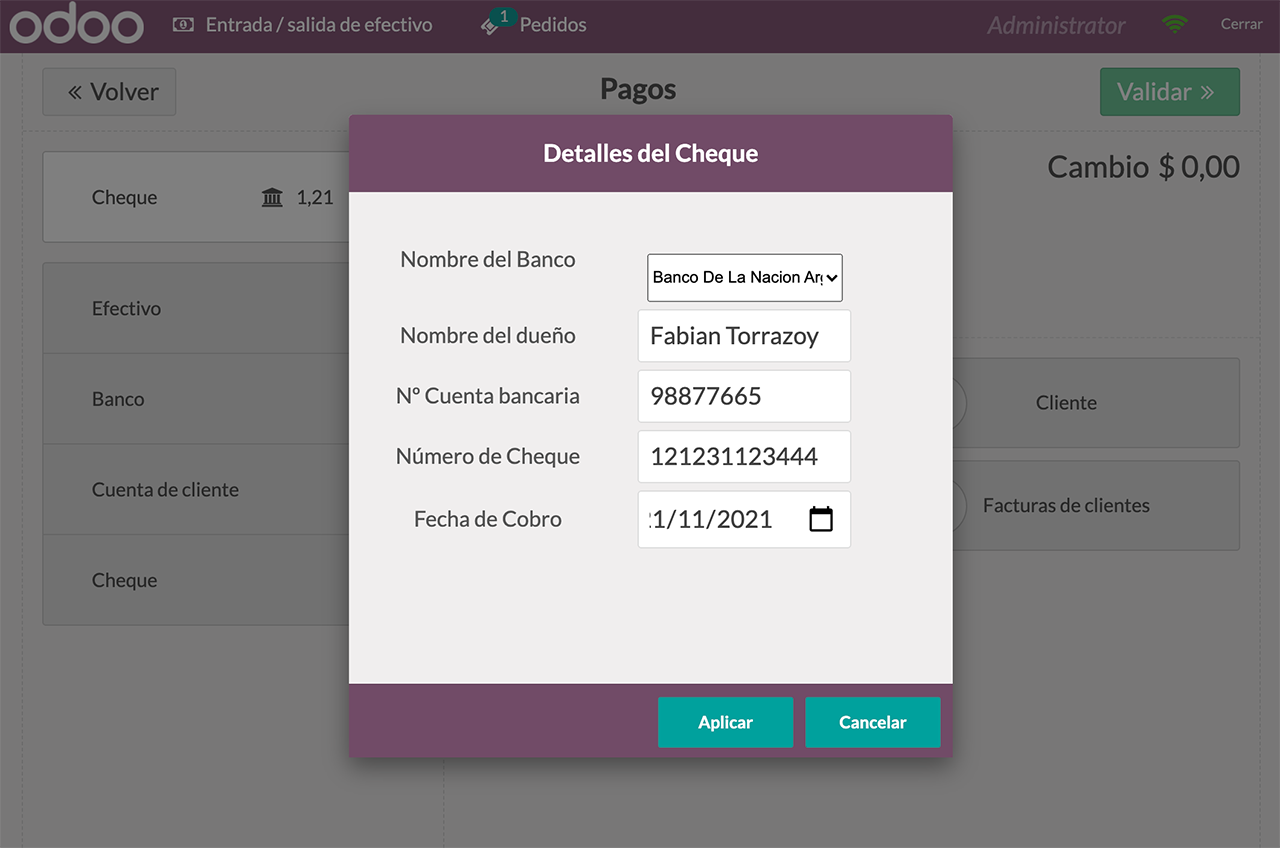 odoo Entrada / salida de efectivo 1 Pedidos Administrator Cerrar
Volver Pagos Validar
Detalles del Cheque
Cambio $ 0,00
Cheque 1,21
Nombre del Banco Banco De La Nacion
Efectivo
Nombre del dueño Fabian Torrazoy
Banco Nº Cuenta bancaria 98877665 Cliente
Número de Cheque 121231123444
Cuenta de cliente
Facturas de clientes
Fecha de Cobro 1/11/2021
Cheque
Aplicar Cancelar